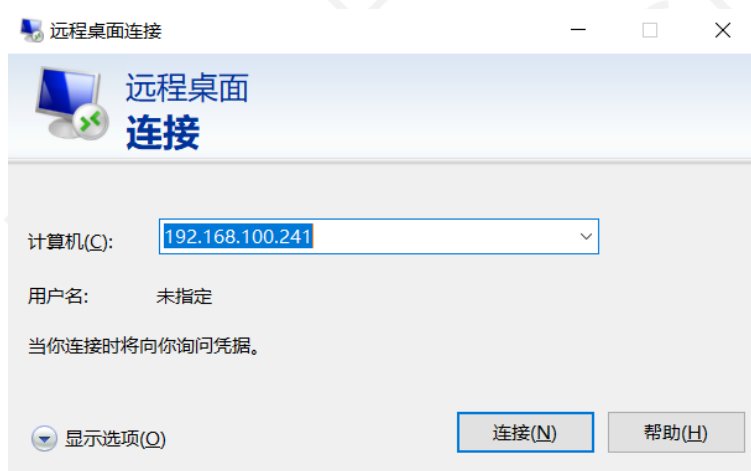 远程桌面连接
远程桌面
连接
计算机(C): 192.168.100.241
用户名: 未指定
当你连接时将向你询问凭据。
显示选项(O) 连接(N) 帮助(H)